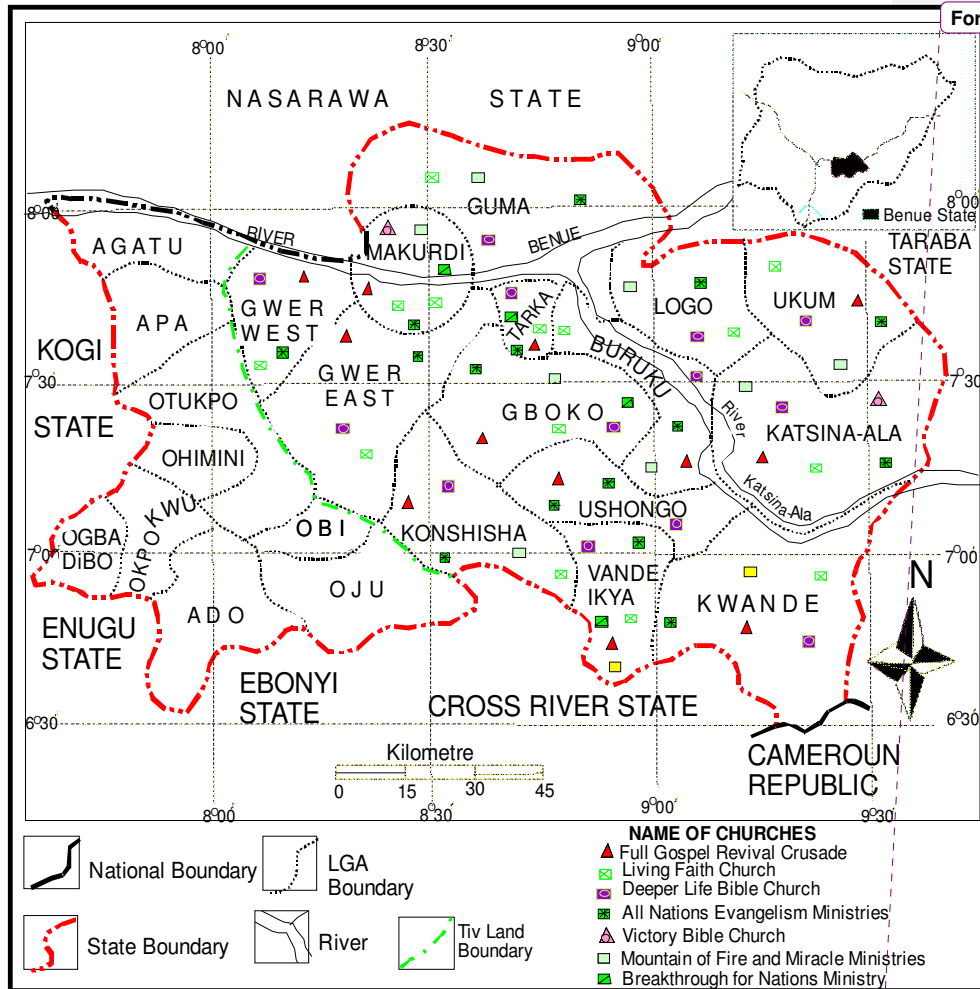 For
8°00'
8°30'
9°00'
NASARAWA STATE
Benue State
8°00'
8°00'
GUMA
AGATU
RIVER
MAKURDI
BENUE
TARABA
STATE
LOGO
UKUM
APA
GWER
WEST
TARKA
KOGI
STATE
BURUKU
7°30'
7°30'
GWER
EAST
OTUKPO
GBOKO
River
Katsina-Ala
KATSINA-ALA
OHIMINI
OKPOKWU
USHONGO
OGBA
DiBO
OBI
KONSHISHA
7°00'
7°00'
VANDE
IKYA
OJU
KWANDE
N
ADO
ENUGU
STATE
EBONYI
STATE
CROSS RIVER STATE
6°30'
6°30'
CAMEROUN
REPUBLIC
Kilometre
0 15 30 45
8°00'
8°30'
9°00'
9°30'
National Boundary
LGA
Boundary
State Boundary
River
Tiv Land
Boundary
NAME OF CHURCHES
Full Gospel Revival Crusade
Living Faith Church
Deeper Life Bible Church
All Nations Evangelism Ministries
Victory Bible Church
Mountain of Fire and Miracle Ministries
Breakthrough for Nations Ministry